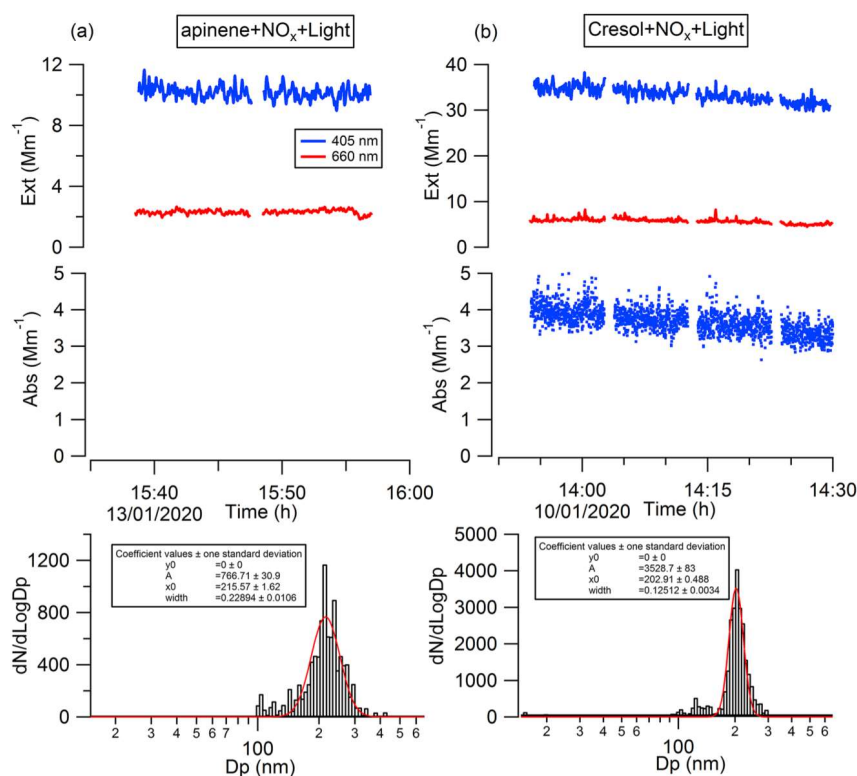 (a) apinene+NOx+Light
12
8
4
0
Ext (Mm-1)
405 nm
660 nm
5
4
3
2
1
0
Abs (Mm-1)
15:40
15:50
16:00
13/01/2020
Time (h)
1200
800
400
0
dN/dLogDp
Coefficient values ± one standard deviation
y0 =0 ± 0
A =766.71 ± 30.9
x0 =215.57 ± 1.62
width =0.22894 ± 0.0106
2 3 4 5 6 7 100 2 3 4 5 6
Dp (nm)
(b) Cresol+NOx+Light
40
30
20
10
0
Ext (Mm-1)
5
4
3
2
1
0
Abs (Mm-1)
14:00
14:15
14:30
10/01/2020
Time (h)
5000
4000
3000
2000
1000
0
dN/dLogDp
Coefficient values ± one standard deviation
y0 =0 ± 0
A =3528.7 ± 83
x0 =202.91 ± 0.488
width =0.12512 ± 0.0034
2 3 4 5 6 100 2 3 4 5 6
Dp (nm)